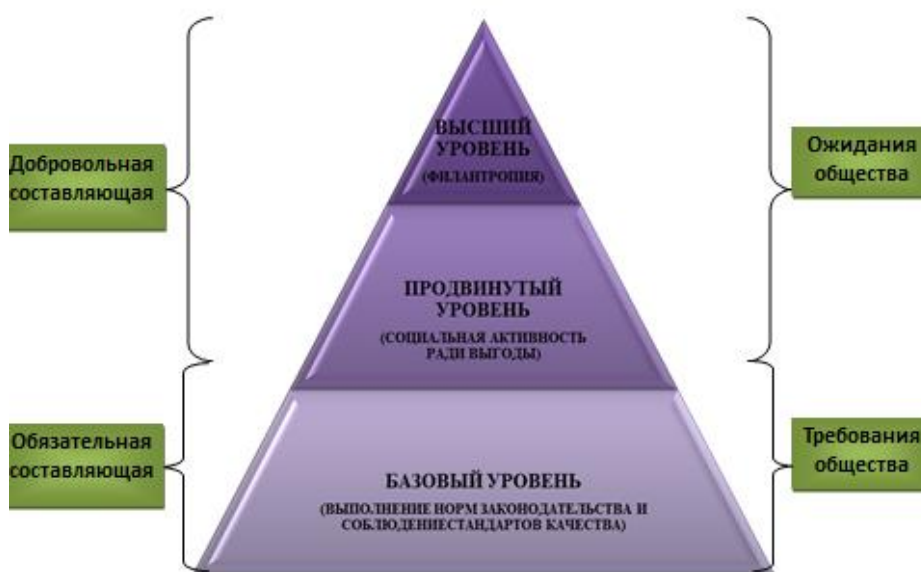 ВЫСШИЙ
УРОВЕНЬ
(ФИЛАНТРОПИЯ)
Добровольная
составляющая
Ожидания
общества
ПРОДВИНУТЫЙ
УРОВЕНЬ
(СОЦИАЛЬНАЯ АКТИВНОСТЬ
РАДИ ВЫГОДЫ)
Обязательная
составляющая
Требования
общества
БАЗОВЫЙ УРОВЕНЬ
(ВЫПОЛНЕНИЕ НОРМ ЗАКОНОДАТЕЛЬСТВА И
СОБЛЮДЕНИЕСТАНДАРТОВ КАЧЕСТВА)